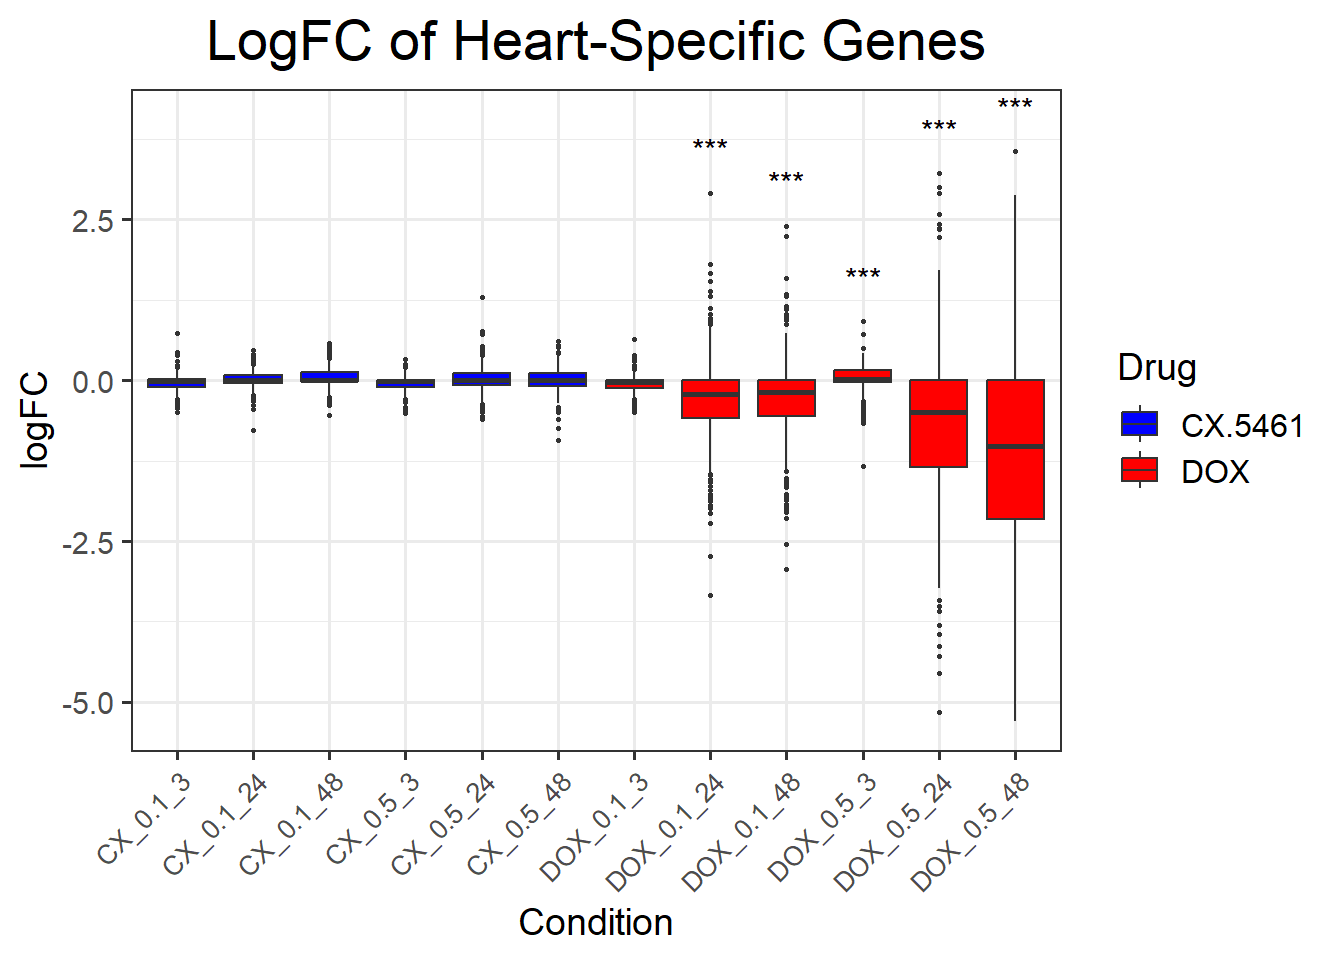 LogFC of Heart-Specific Genes
***
***
***
***
***
2.5
0.0
-2.5
-5.0
logFC
Drug
CX.5461
DOX
CX_0.1_3
CX_0.1_24
CX_0.1_48
CX_0.5_3
CX_0.5_24
CX_0.5_48
DOX_0.1_3
DOX_0.1_24
DOX_0.1_48
DOX_0.5_3
DOX_0.5_24
DOX_0.5_48
Condition